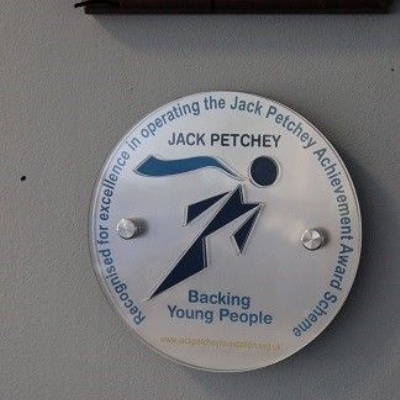 Recognised for excellence in operating the Jack Petchey Achievement Award Scheme
JACK PETCHEY
Backing
Young People
www.jackpetcheyfoundation.org.uk